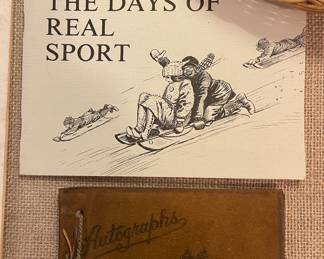 THE DAYS OF
REAL
SPORT
Autographs